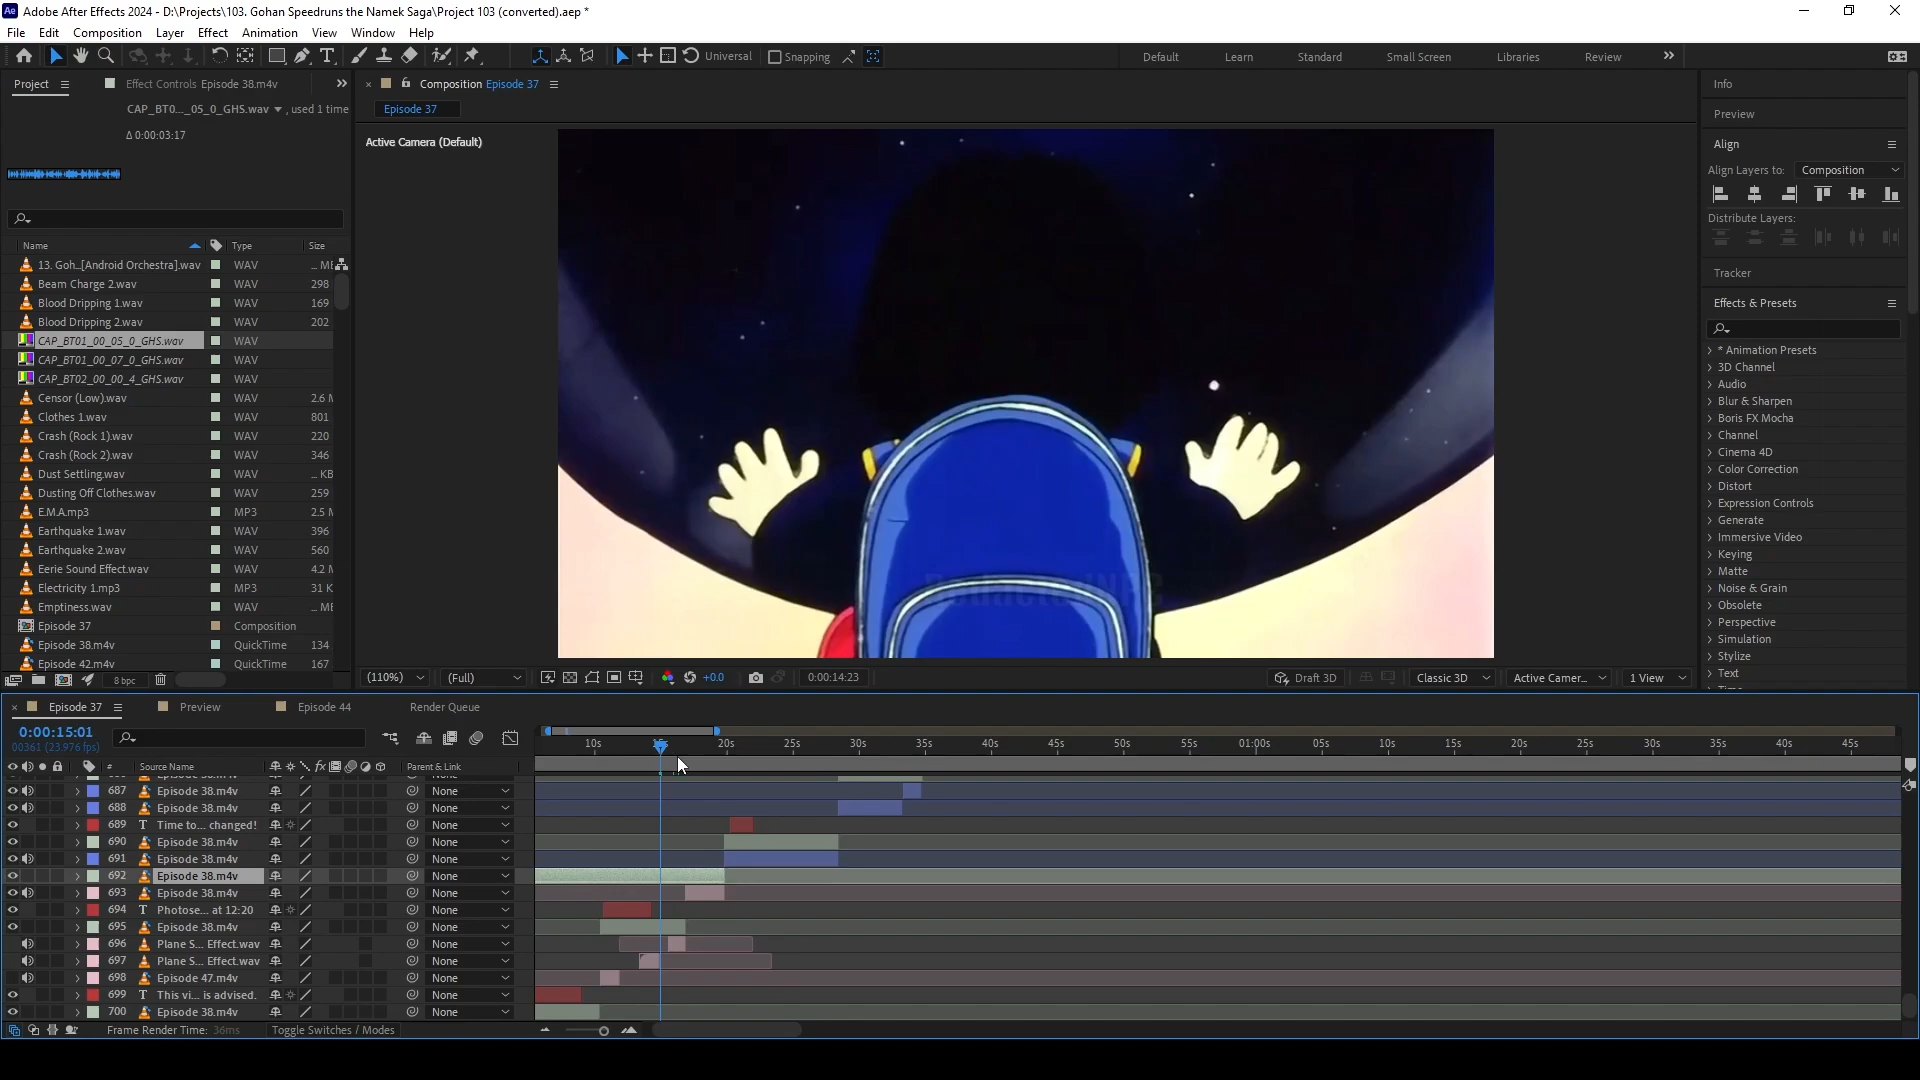 Ae Adobe After Effects 2024 - D:\Projects\103. Gohan Speedruns the Namek Saga\Project 103 (converted).aep *
File Edit Composition Layer Effect Animation View Window Help
Universal Snapping Default Learn Standard Small Screen Libraries Review
Project Effect Controls Episode 38.m4v
CAP_BT0..._05_0_GHS.wav , used 1 time
Δ 0:00:03:17
Name Type Size
13. Goh..[Android Orchestra].wav WAV
Beam Charge 2.wav WAV 298
Blood Dripping 1.wav WAV 169
Blood Dripping 2.wav WAV 202
CAP_BT01_00_05_0_GHS.wav WAV
CAP_BT01_00_07_0_GHS.wav WAV
CAP_BT02_00_00_4_GHS.wav WAV
Censor (Low).wav WAV 2.6
Clothes 1.wav WAV 801
Crash (Rock 1).wav WAV 220
Crash (Rock 2).wav WAV 346
Dust Settling.wav WAV ... KB
Dusting Off Clothes.wav WAV 259
E.M.A.mp3 MP3 2.5
Earthquake 1.wav WAV 396
Earthquake 2.wav WAV 560
Eerie Sound Effect.wav WAV 4.2
Electricity 1.mp3 MP3 31 K
Emptiness.wav WAV
Episode 37 Composition
Episode 38.m4v QuickTime 134
Episode 42.m4v QuickTime 167
8 bpc
Composition Episode 37
Episode 37
Active Camera (Default)
(110%) (Full) +0.0 0:00:14:23 Draft 3D Classic 3D Active Camer... 1 View
Info
Preview
Align
Align Layers to: Composition
Distribute Layers:
Tracker
Effects & Presets
* Animation Presets
3D Channel
Audio
Blur & Sharpen
Boris FX Mocha
Channel
Cinema 4D
Color Correction
Distort
Expression Controls
Generate
Immersive Video
Keying
Matte
Noise & Grain
Obsolete
Perspective
Simulation
Stylize
Text
Episode 37 Preview Episode 44 Render Queue
0:00:15:01
00361 (23.976 fps)
10s 15s 20s 25s 30s 35s 40s 45s 50s 55s 01:00s 05s 10s 15s 20s 25s 30s 35s 40s 45s
# Source Name Parent & Link
687 Episode 38.m4v None
688 Episode 38.m4v None
689 T Time to... changed! None
690 Episode 38.m4v None
691 Episode 38.m4v None
692 Episode 38.m4v None
693 Episode 38.m4v None
694 T Photose... at 12:20 None
695 Episode 38.m4v None
696 Plane S... Effect.wav None
697 Plane S... Effect.wav None
698 Episode 47.m4v None
699 T This vi... is advised. None
700 Episode 38.m4v None
Frame Render Time: 36ms Toggle Switches / Modes